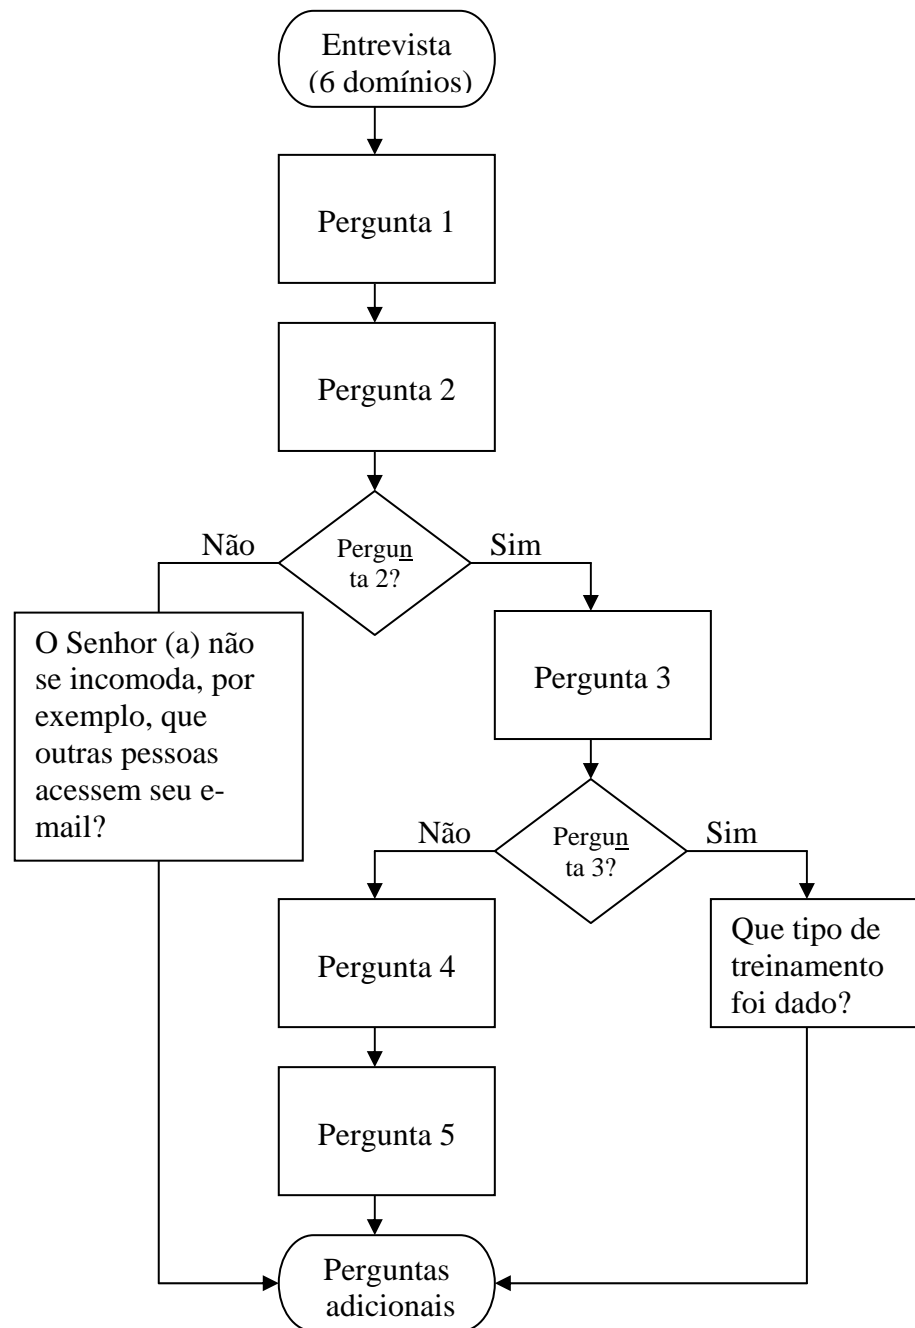 Entrevista
(6 domínios)
Pergunta 1
Pergunta 2
Não
Pergun
ta 2?
Sim
O Senhor (a) não
se incomoda, por
exemplo, que
outras pessoas
acessem seu e-
mail?
Pergunta 3
Não
Pergun
ta 3?
Sim
Pergunta 4
Que tipo de
treinamento
foi dado?
Pergunta 5
Perguntas
adicionais